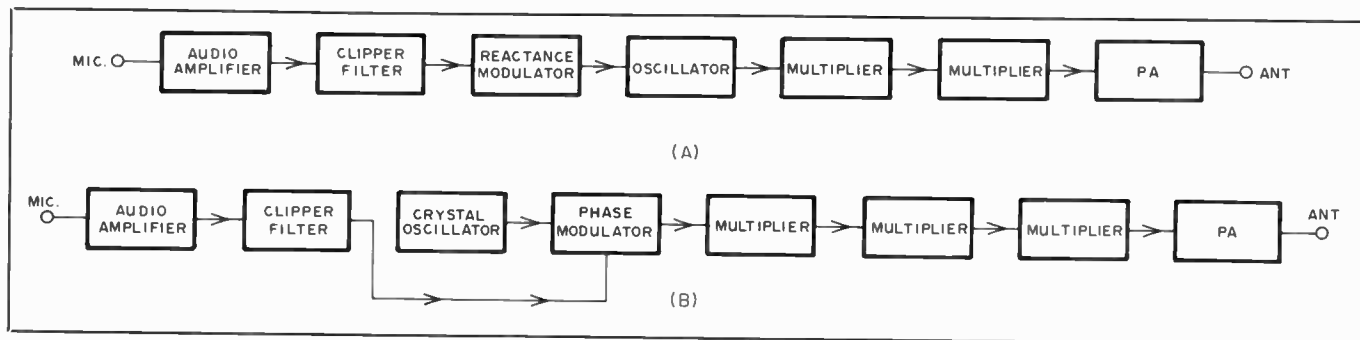 MIC.
AUDIO
AMPLIFIER
CLIPPER
FILTER
REACTANCE
MODULATOR
OSCILLATOR
MULTIPLIER
MULTIPLIER
PA
ANT
(A)
MIC.
AUDIO
AMPLIFIER
CLIPPER
FILTER
CRYSTAL
OSCILLATOR
PHASE
MODULATOR
MULTIPLIER
MULTIPLIER
MULTIPLIER
PA
ANT
(B)